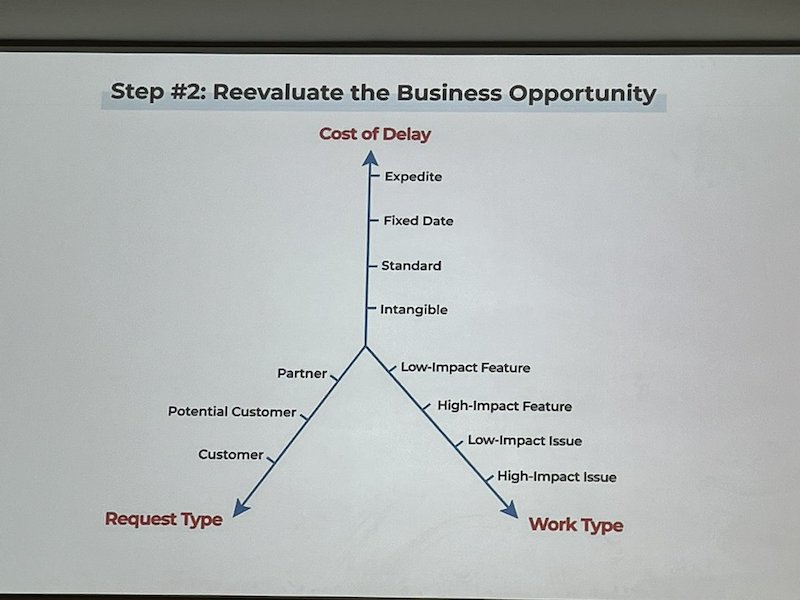 Step #2: Reevaluate the Business Opportunity
Cost of Delay
Expedite
Fixed Date
Standard
Intangible
Partner
Potential Customer
Customer
Request Type
Low-Impact Feature
High-Impact Feature
Low-Impact Issue
High-Impact Issue
Work Type